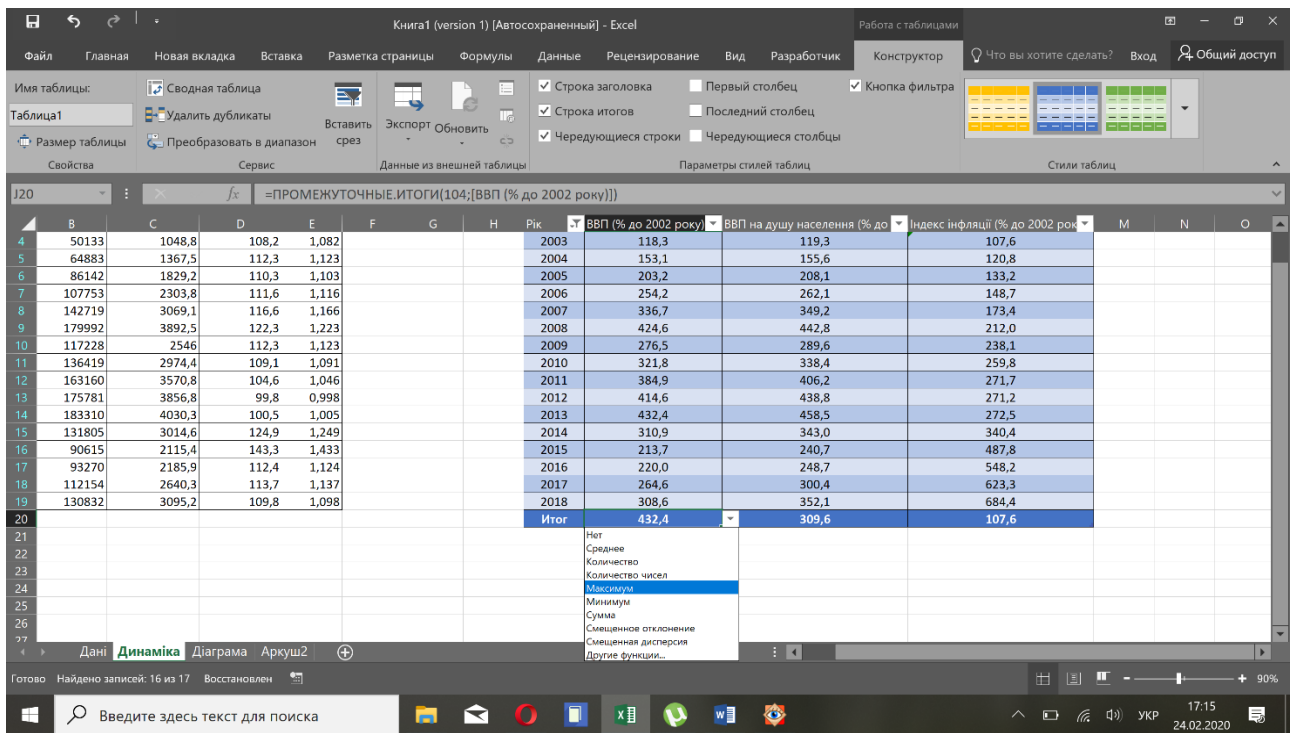 Книга1 (version 1) [Автосохраненный] - Excel
Работа с таблицами
Файл Главная Новая вкладка Вставка Разметка страницы Формулы Данные Рецензирование Вид Разработчик Конструктор Что вы хотите сделать? Вход Общий доступ
Имя таблицы:
Таблица1
Размер таблицы
Свойства
Сводная таблица
Удалить дубликаты
Преобразовать в диапазон
Сервис
Вставить срез
Экспорт Обновить
Данные из внешней таблицы
Строка заголовка Первый столбец Кнопка фильтра
Строка итогов Последний столбец
Чередующиеся строки Чередующиеся столбцы
Параметры стилей таблиц
Стили таблиц
J20 fx =ПРОМЕЖУТОЧНЫЕ.ИТОГИ(104;[ВВП (% до 2002 року)])
B C D E F G H Рік ВВП (% до 2002 року) ВВП на душу населення (% до Індекс інфляції (% до 2002 рок M N O
4 50133 1048,8 108,2 1,082 2003 118,3 119,3 107,6
5 64883 1367,5 112,3 1,123 2004 153,1 155,6 120,8
6 86142 1829,2 110,3 1,103 2005 203,2 208,1 133,2
7 107753 2303,8 111,6 1,116 2006 254,2 262,1 148,7
8 142719 3069,1 116,6 1,166 2007 336,7 349,2 173,4
9 179992 3892,5 122,3 1,223 2008 424,6 442,8 212,0
10 117228 2546 112,3 1,123 2009 276,5 289,6 238,1
11 136419 2974,4 109,1 1,091 2010 321,8 338,4 259,8
12 163160 3570,8 104,6 1,046 2011 384,9 406,2 271,7
13 175781 3856,8 99,8 0,998 2012 414,6 438,8 271,2
14 183310 4030,3 100,5 1,005 2013 432,4 458,5 272,5
15 131805 3014,6 124,9 1,249 2014 310,9 343,0 340,4
16 90615 2115,4 143,3 1,433 2015 213,7 240,7 487,8
17 93270 2185,9 112,4 1,124 2016 220,0 248,7 548,2
18 112154 2640,3 113,7 1,137 2017 264,6 300,4 623,3
19 130832 3095,2 109,8 1,098 2018 308,6 352,1 684,4
20 Итог 432,4 309,6 107,6
21
22
23
24
25
26
27
Нет
Среднее
Количество
Количество чисел
Максимум
Минимум
Сумма
Смещенное отклонение
Смещенная дисперсия
Другие функции...
Дані Динаміка Діаграма Аркуш2
Готово Найдено записей: 16 из 17 Восстановлен 90%
Введите здесь текст для поиска
УКР
17:15
24.02.2020